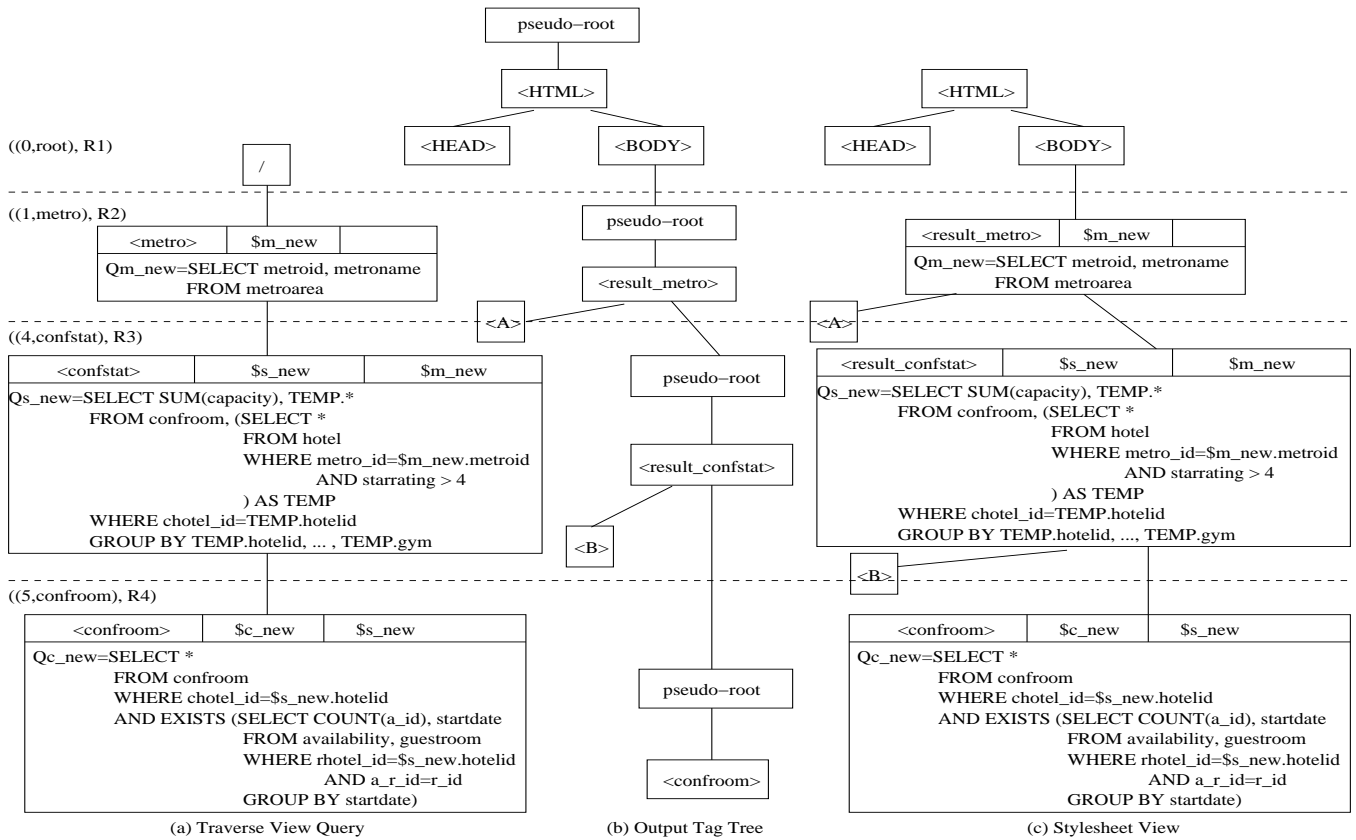 pseudo−root
<HTML>
<HEAD>
<BODY>
<HTML>
<HEAD>
<BODY>
((0,root), R1)
/
((1,metro), R2)
<metro> $m_new
Qm_new=SELECT metroid, metroname
FROM metroarea
((4,confstat), R3)
<confstat> $s_new $m_new
Qs_new=SELECT SUM(capacity), TEMP.*
FROM confroom, (SELECT *
FROM hotel
WHERE metro_id=$m_new.metroid
AND starrating > 4
) AS TEMP
WHERE chotel_id=TEMP.hotelid
GROUP BY TEMP.hotelid, ... , TEMP.gym
((5,confroom), R4)
<confroom> $c_new $s_new
Qc_new=SELECT *
FROM confroom
WHERE chotel_id=$s_new.hotelid
AND EXISTS (SELECT COUNT(a_id), startdate
FROM availability, guestroom
WHERE rhotel_id=$s_new.hotelid
AND a_r_id=r_id
GROUP BY startdate)
(a) Traverse View Query
pseudo−root
<result_metro>
<A>
pseudo−root
<result_confstat>
<B>
pseudo−root
<confroom>
(b) Output Tag Tree
<result_metro> $m_new
Qm_new=SELECT metroid, metroname
FROM metroarea
<A>
<result_confstat> $s_new $m_new
Qs_new=SELECT SUM(capacity), TEMP.*
FROM confroom, (SELECT *
FROM hotel
WHERE metro_id=$m_new.metroid
AND starrating > 4
) AS TEMP
WHERE chotel_id=TEMP.hotelid
GROUP BY TEMP.hotelid, ..., TEMP.gym
<B>
<confroom> $c_new $s_new
Qc_new=SELECT *
FROM confroom
WHERE chotel_id=$s_new.hotelid
AND EXISTS (SELECT COUNT(a_id), startdate
FROM availability, guestroom
WHERE rhotel_id=$s_new.hotelid
AND a_r_id=r_id
GROUP BY startdate)
(c) Stylesheet View